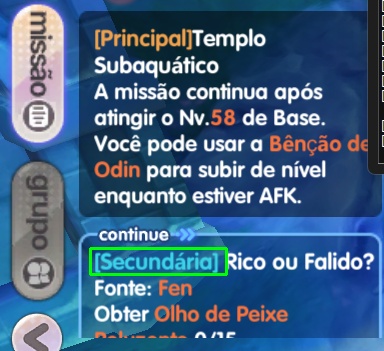 missão
grupo
[Principal]Templo
Subaquático
A missão continua após
atingir o Nv.58 de Base.
Você pode usar a Bênção de
Odin para subir de nível
enquanto estiver AFK.
continue
[Secundária] Rico ou Falido?
Fonte: Fen
Obter Olho de Peixe